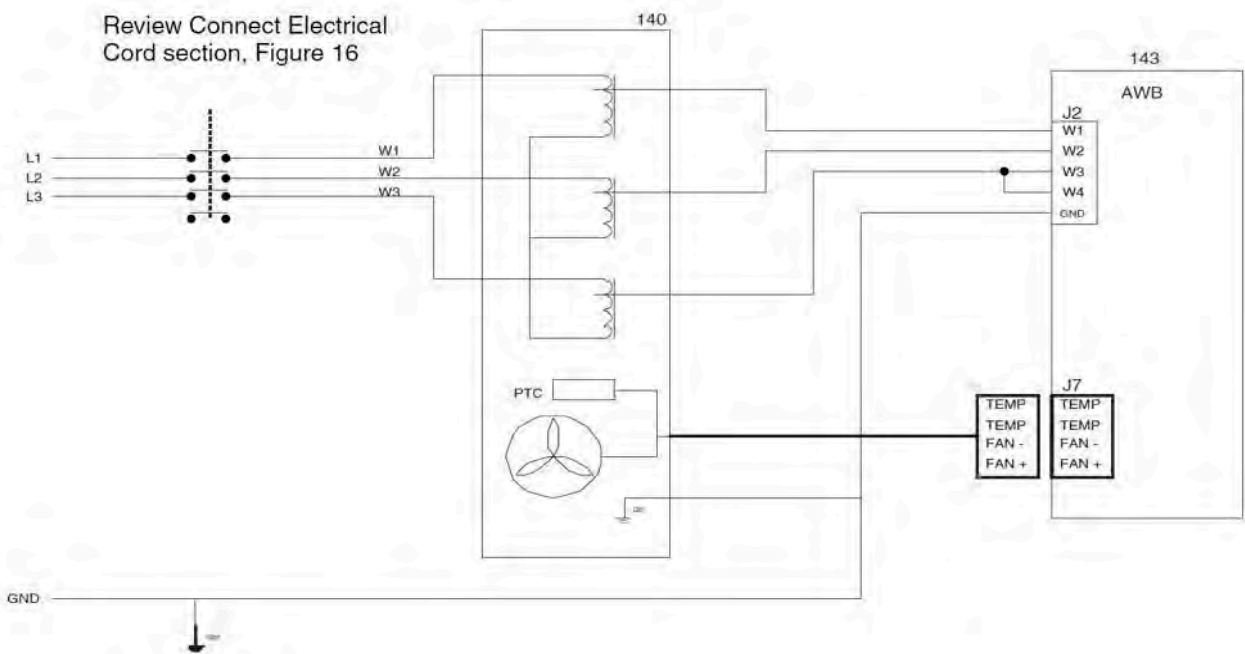 Review Connect Electrical
Cord section, Figure 16
140
143
AWB
J2
W1
W2
W3
W4
GND
L1
L2
L3
W1
W2
W3
PTC
J7
TEMP
TEMP
FAN -
FAN +
TEMP
TEMP
FAN -
FAN +
GND